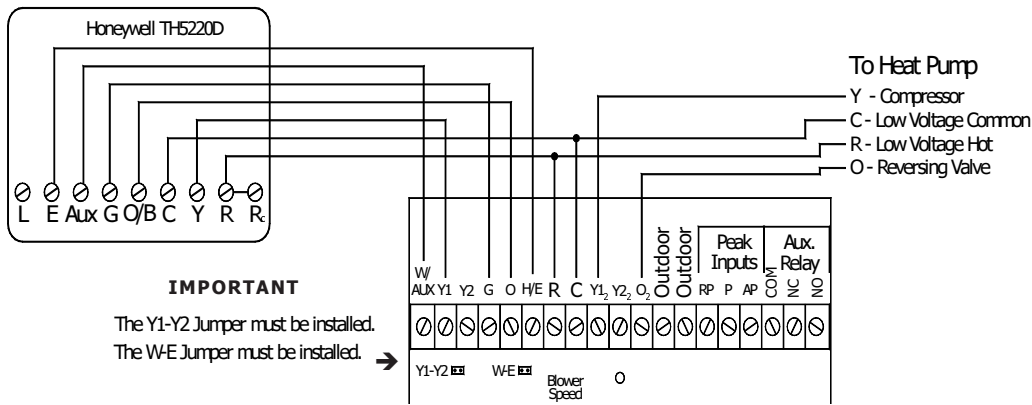 Honeywell TH5220D
L E Aux G O/B C Y R Rc
To Heat Pump
Y - Compressor
C - Low Voltage Common
R - Low Voltage Hot
O - Reversing Valve
IMPORTANT
The Y1-Y2 Jumper must be installed.
The W-E Jumper must be installed.
Peak Inputs
Aux. Relay
W/AUX Y1 Y2 G O H/E R C Y1₂ Y2₂ O₂ Outdoor Outdoor RP P AP COM NC NO
Y1-Y2 W-E Blower Speed